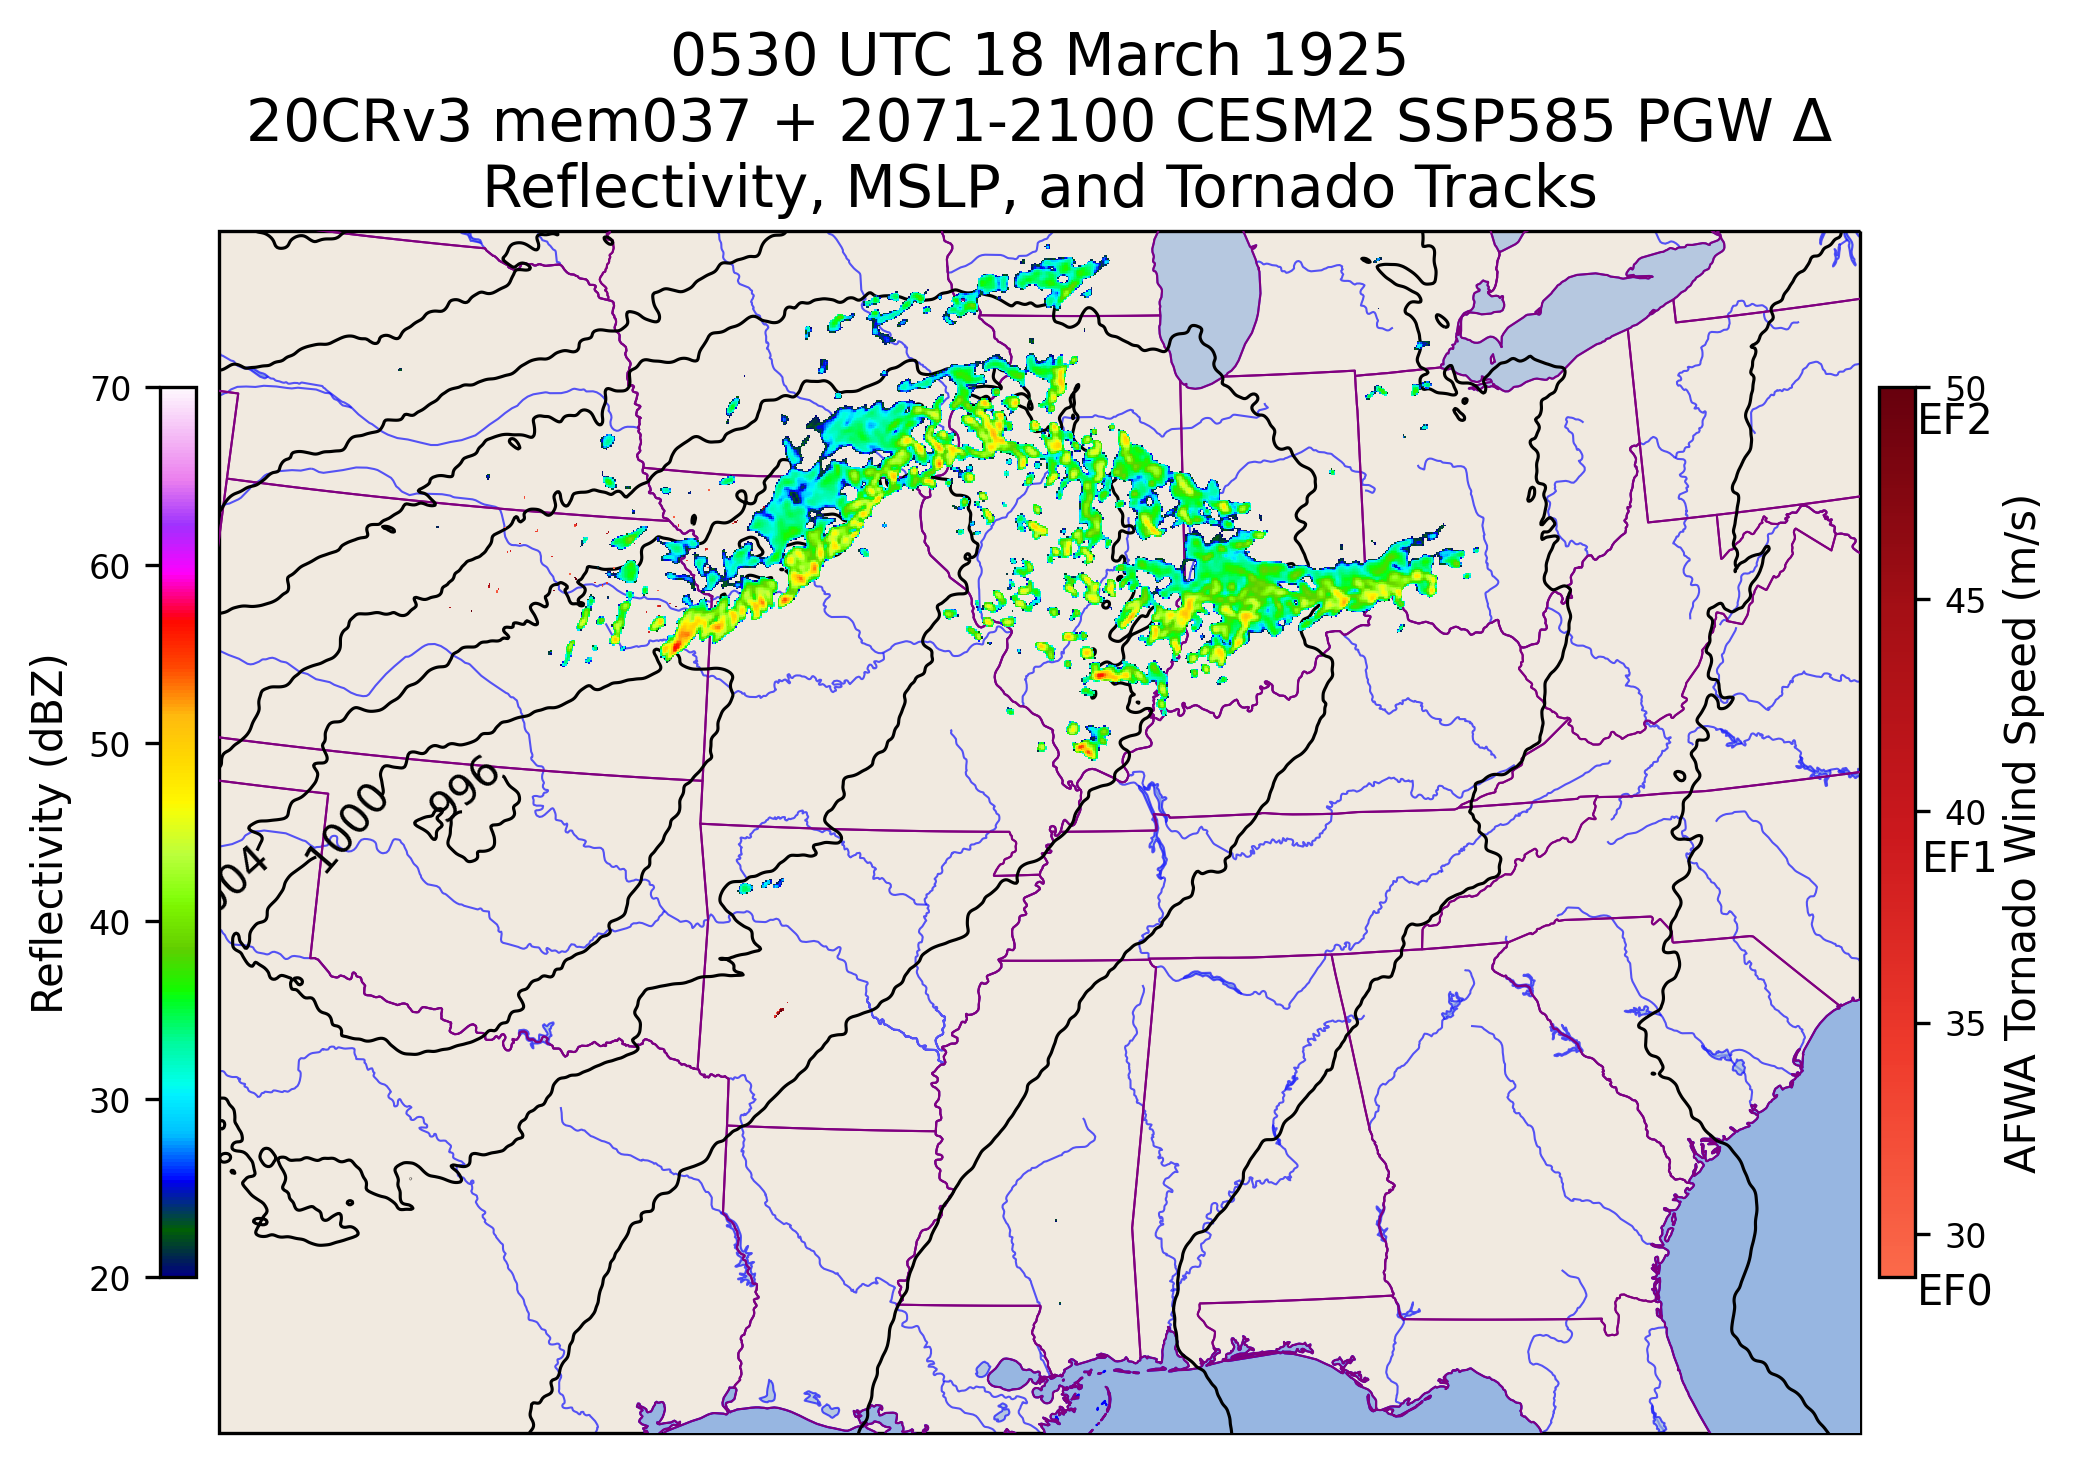 0530 UTC 18 March 1925
20CRv3 mem037 + 2071-2100 CESM2 SSP585 PGW Δ
Reflectivity, MSLP, and Tornado Tracks
70
60
50
40
30
20
Reflectivity (dBZ)
996
1000
004
50
EF2
45
40
EF1
35
30
EF0
AFWA Tornado Wind Speed (m/s)